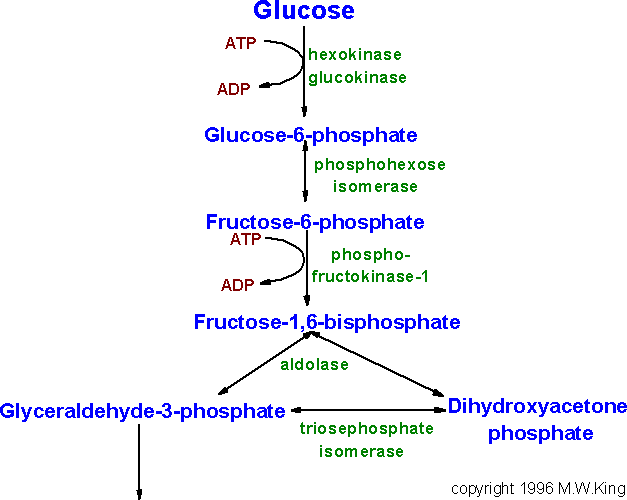 Glucose
ATP
hexokinase
glucokinase
ADP
Glucose-6-phosphate
phosphohexose
isomerase
Fructose-6-phosphate
ATP
phospho-
fructokinase-1
ADP
Fructose-1,6-bisphosphate
aldolase
Glyceraldehyde-3-phosphate
Dihydroxyacetone
phosphate
triosephosphate
isomerase
copyright 1996 M.W.King